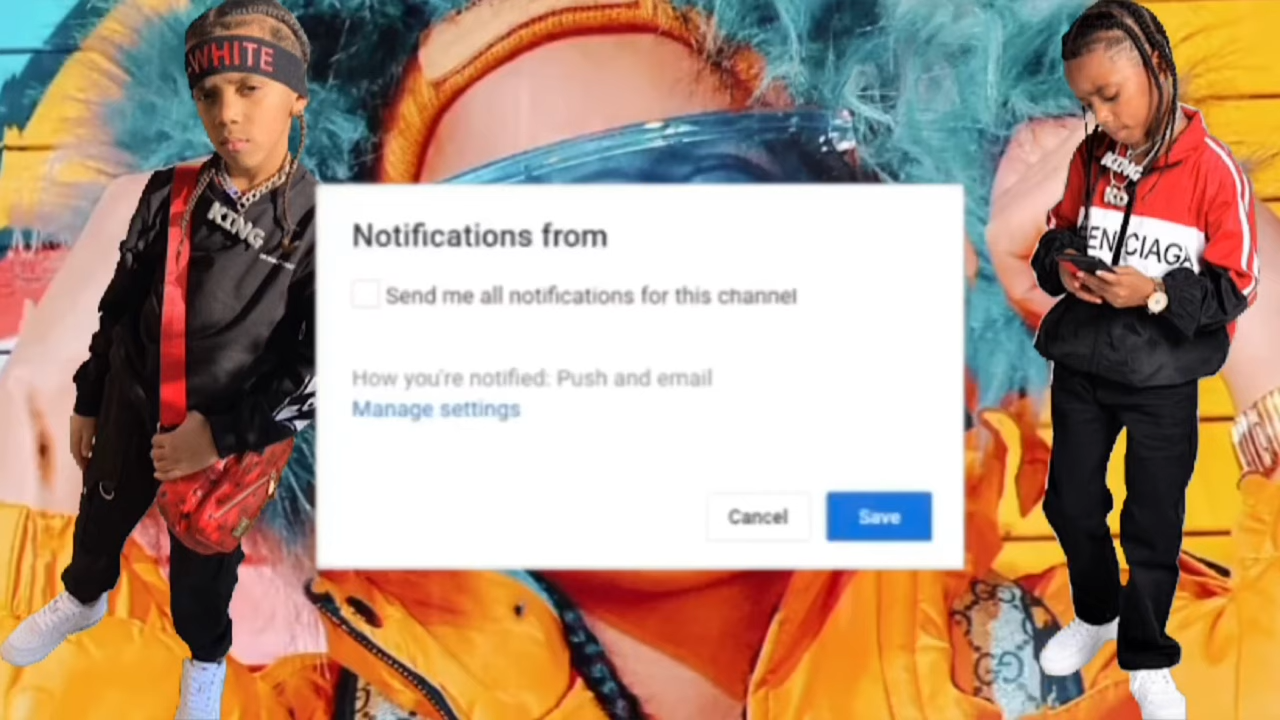 WHITE
KING
KING
KD
ENCIAGA
Notifications from
Send me all notifications for this channel
How you're notified: Push and email
Manage settings
Cancel
Save